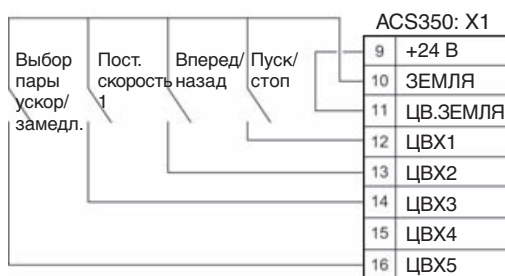 ACS350: X1
Выбор
пары
ускор/
замедл.
Пост.
скорость
1
Вперед/
назад
Пуск/
стоп
9 +24 В
10 ЗЕМЛЯ
11 ЦВ.ЗЕМЛЯ
12 ЦВХ1
13 ЦВХ2
14 ЦВХ3
15 ЦВХ4
16 ЦВХ5